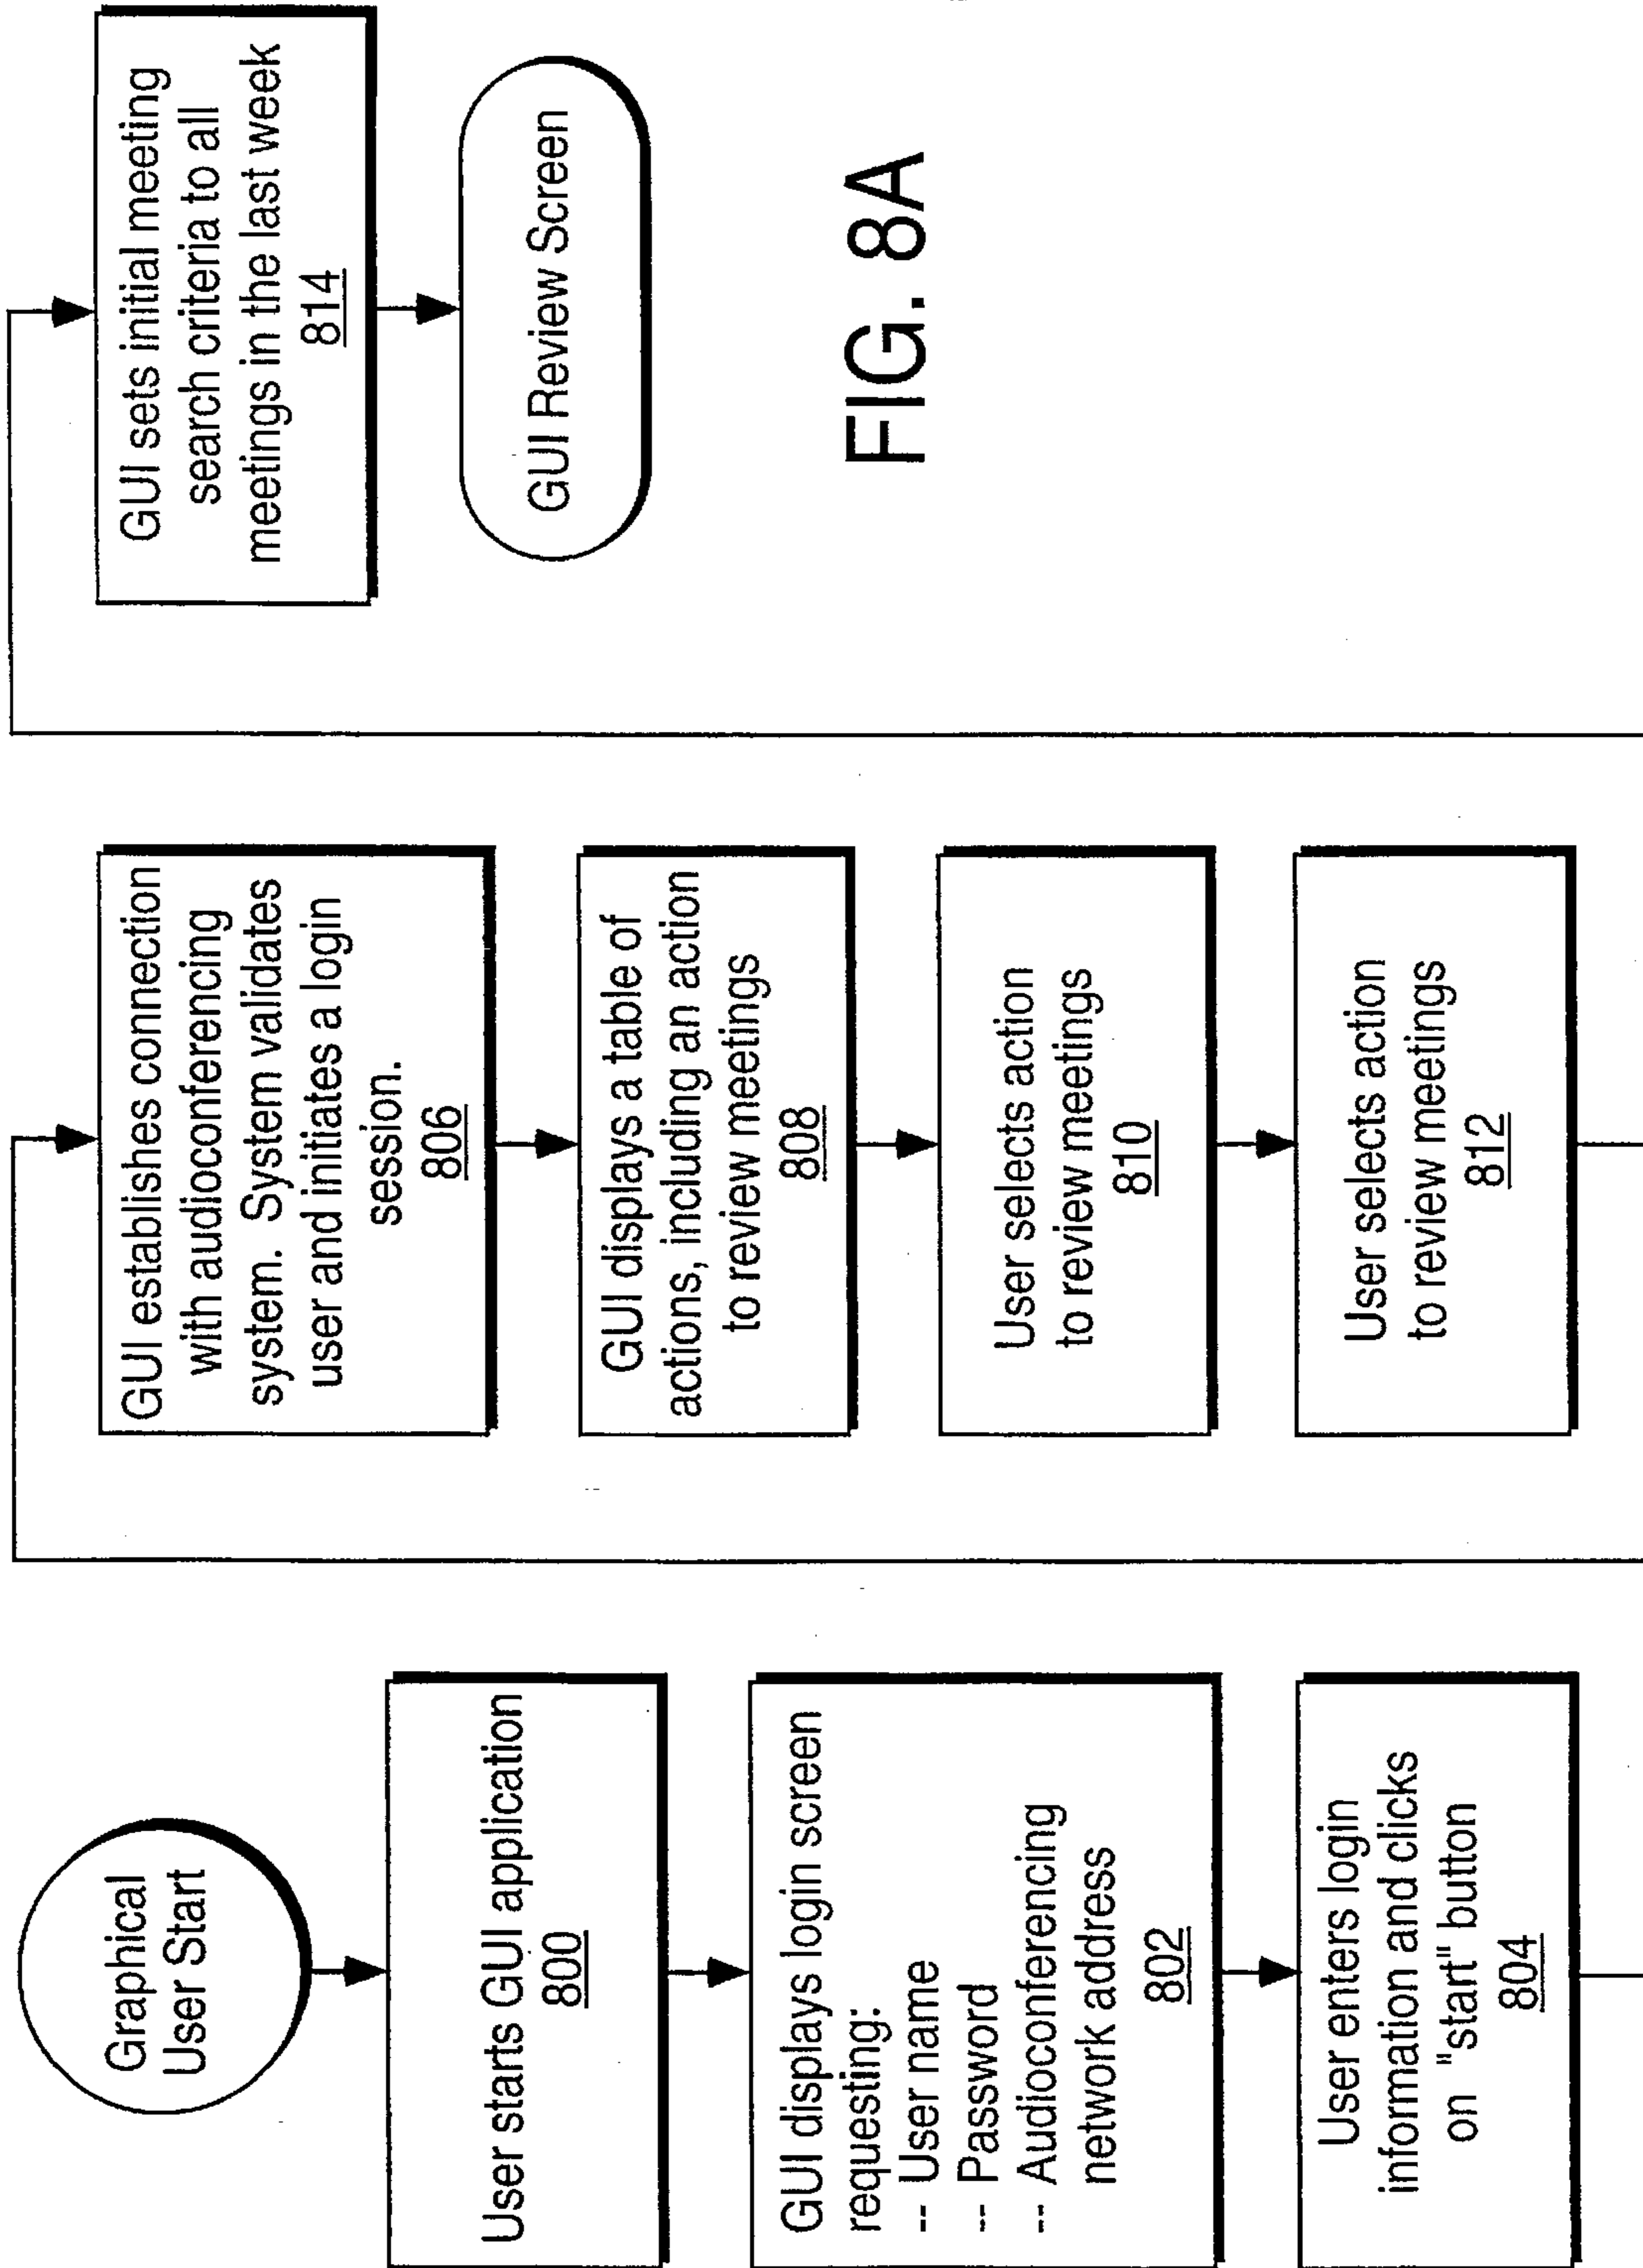 Graphical
User Start
User starts GUI application
800
GUI displays login screen
requesting:
-- User name
-- Password
-- Audioconferencing
network address
802
User enters login
information and clicks
on "start" button
804
GUI establishes connection
with audioconferencing
system. System validates
user and initiates a login
session.
806
GUI displays a table of
actions, including an action
to review meetings
808
User selects action
to review meetings
810
User selects action
to review meetings
812
GUI sets initial meeting
search criteria to all
meetings in the last week
814
GUI Review Screen
FIG. 8A